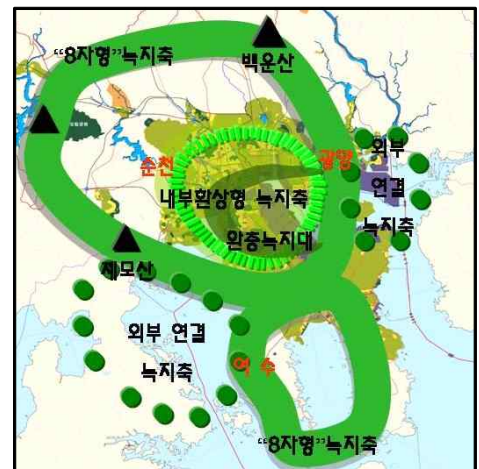 “8자형”녹지축
백운산
외부
순천
광양
연결
내부환상형 녹지축
녹지축
완충녹지대
제모산
외부 연결
녹지축
여 수
“8자형”녹지축